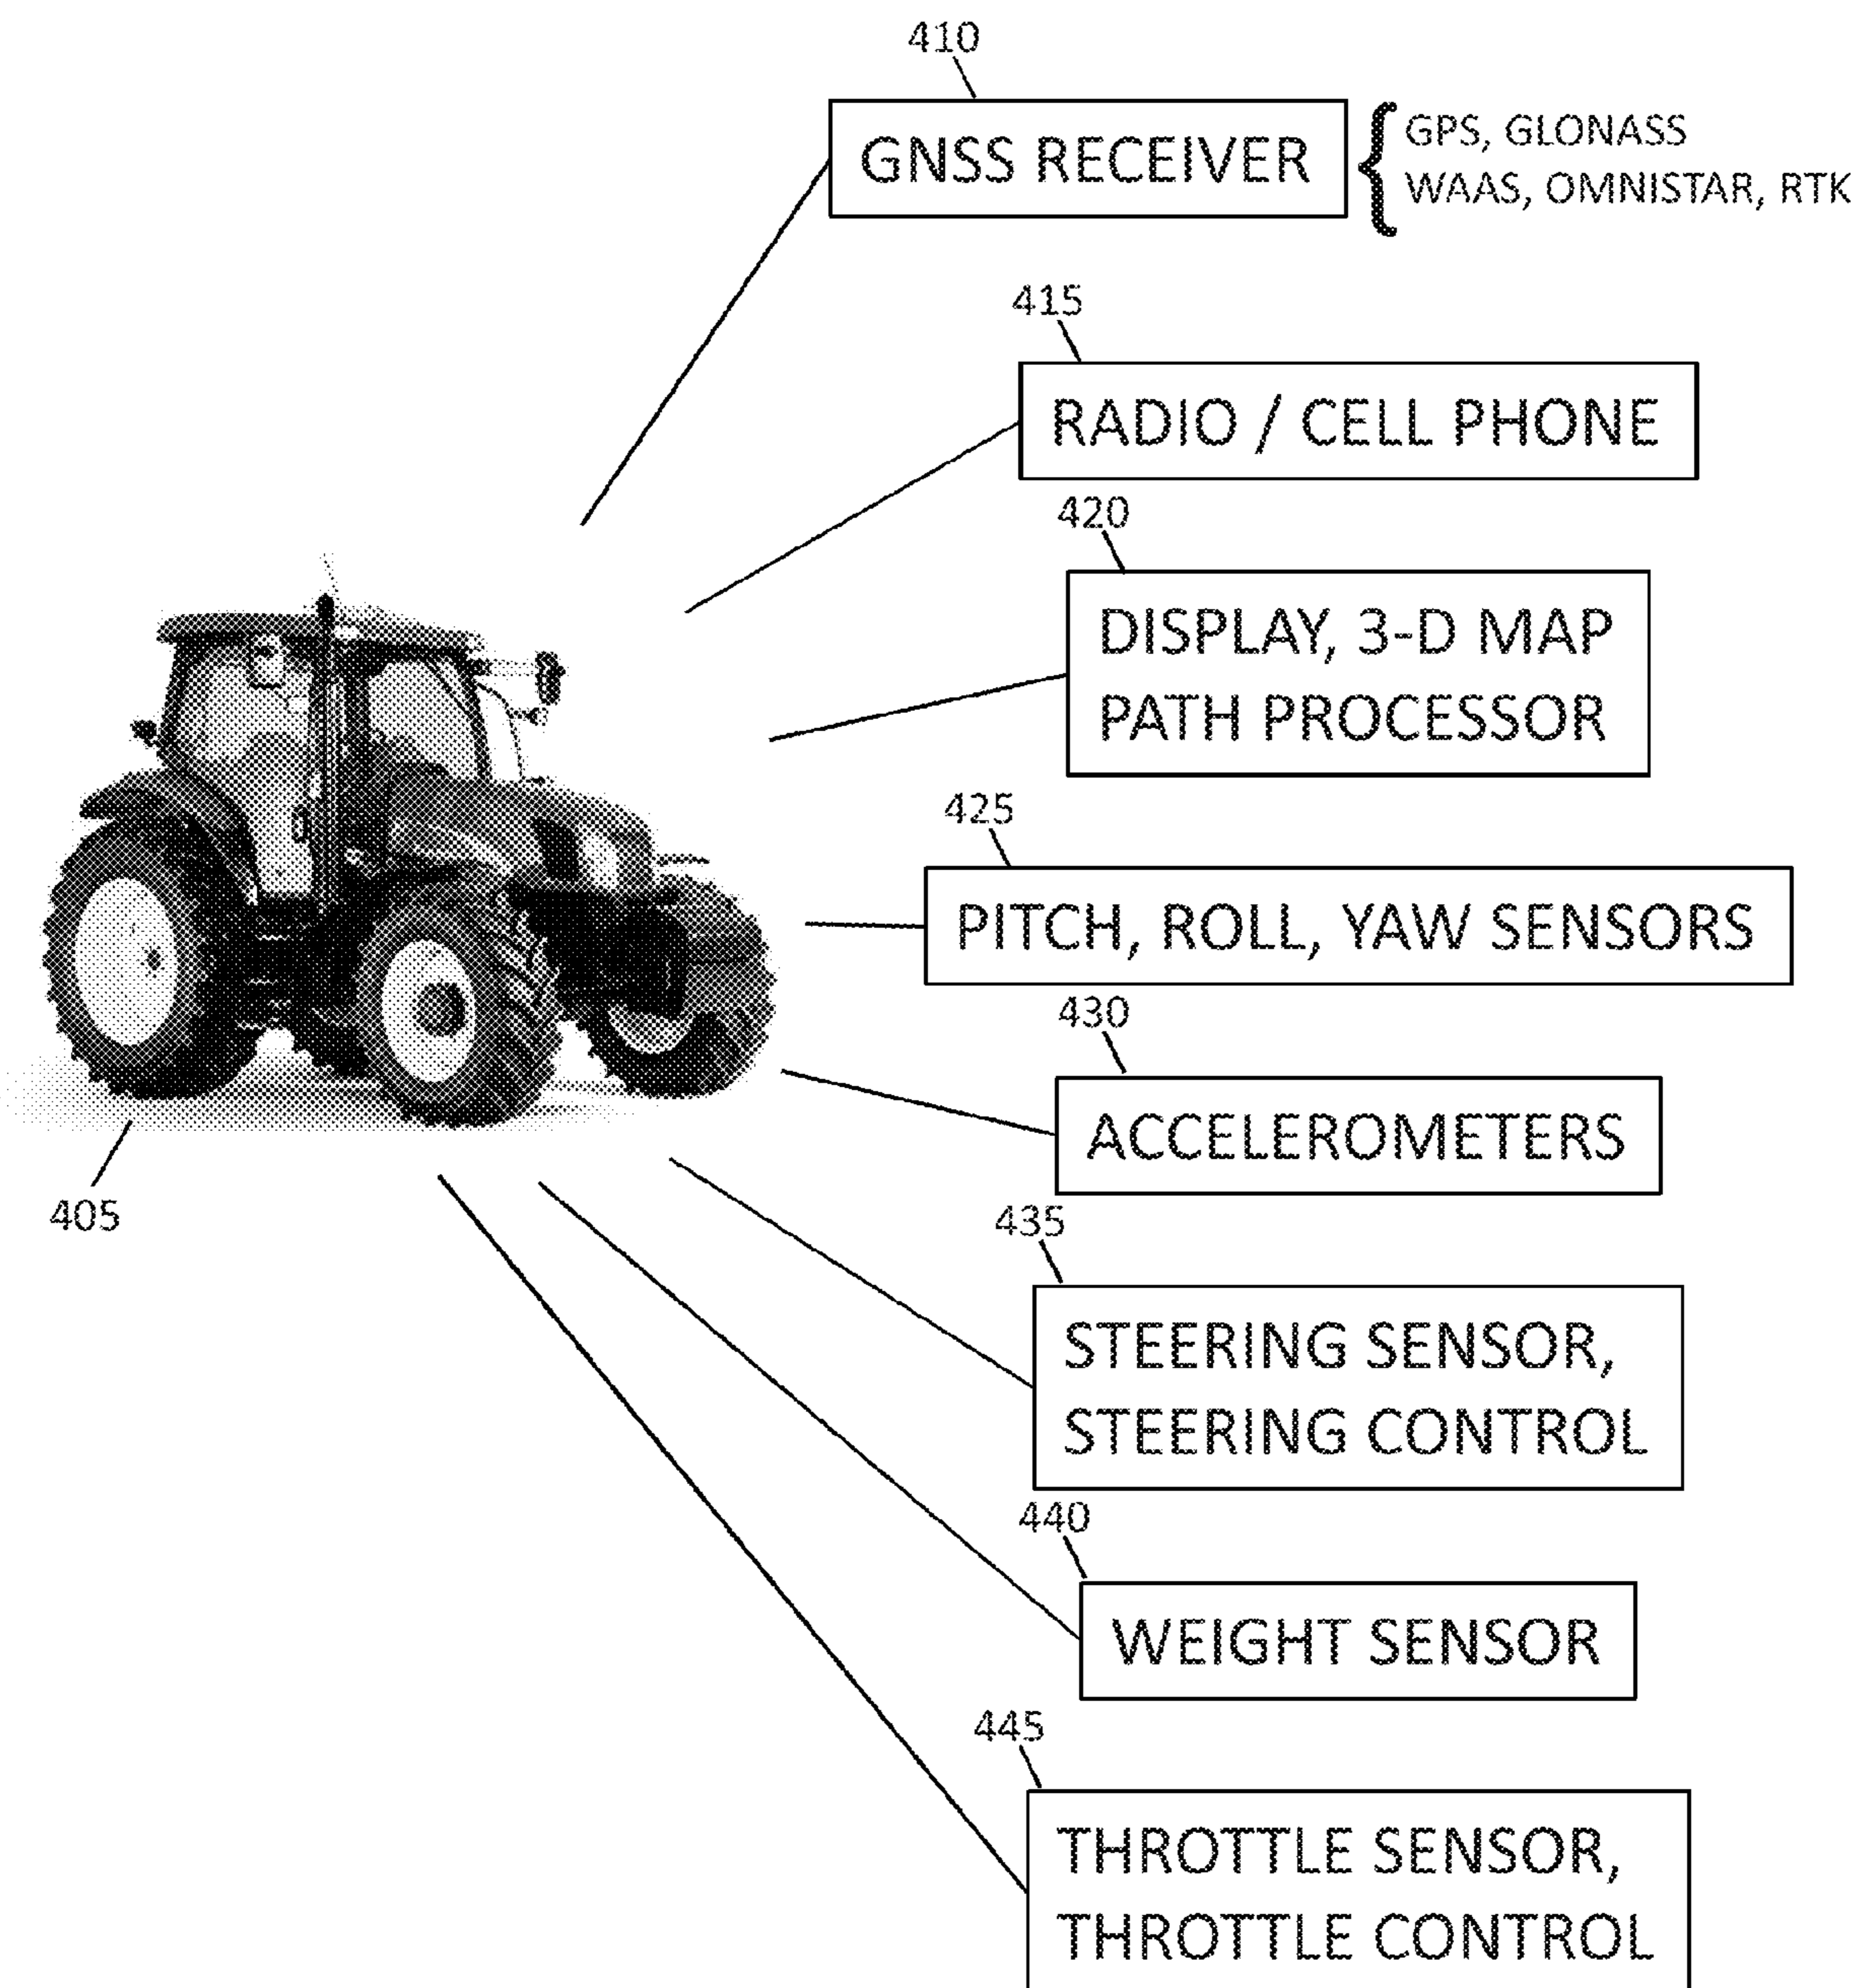 410
GNSS RECEIVER
GPS, GLONASS
WAAS, OMNISTAR, RTK
415
RADIO / CELL PHONE
420
DISPLAY, 3-D MAP
PATH PROCESSOR
425
PITCH, ROLL, YAW SENSORS
430
ACCELEROMETERS
405
435
STEERING SENSOR,
STEERING CONTROL
440
WEIGHT SENSOR
445
THROTTLE SENSOR,
THROTTLE CONTROL